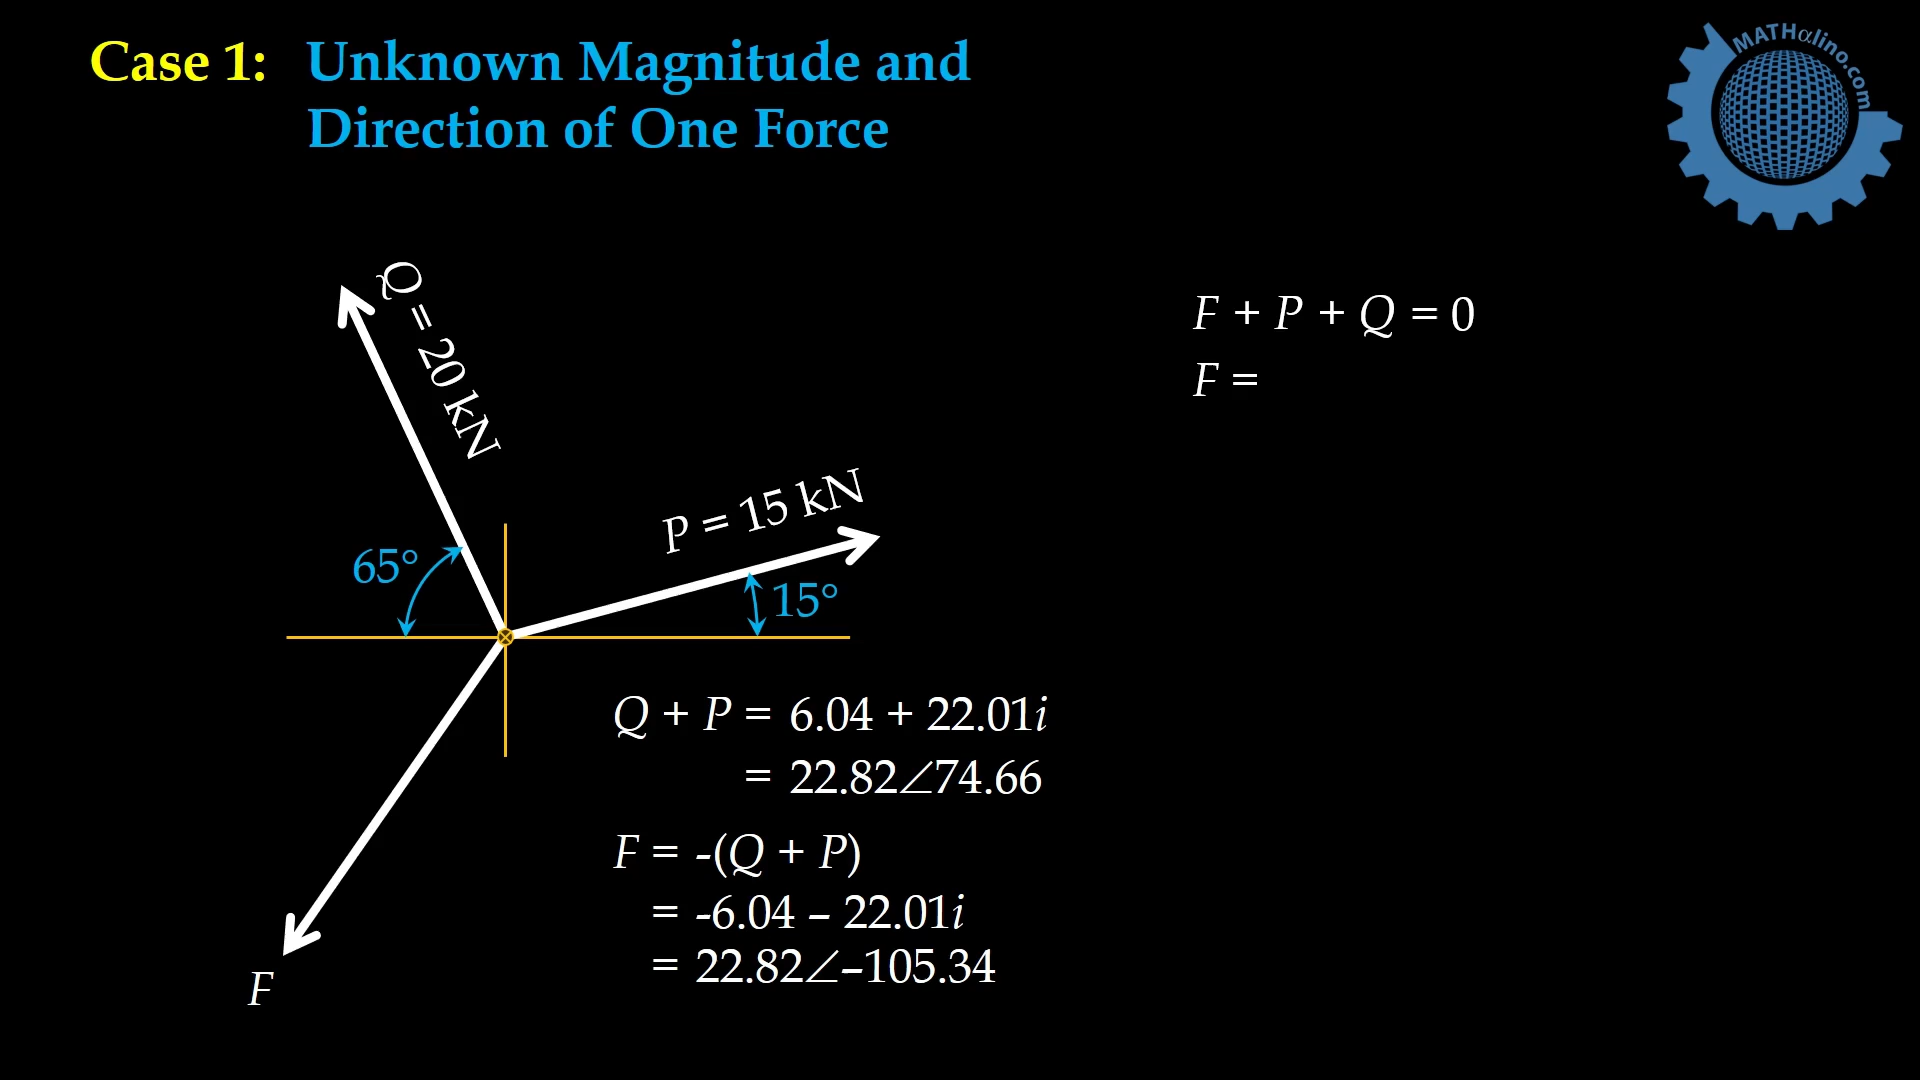 Case 1: Unknown Magnitude and
Direction of One Force
MATHαlino.com
Q = 20 kN
F + P + Q = 0
F =
P = 15 kN
65°
15°
Q + P = 6.04 + 22.01i
= 22.82∠74.66
F = -(Q + P)
= -6.04 – 22.01i
= 22.82∠–105.34
F